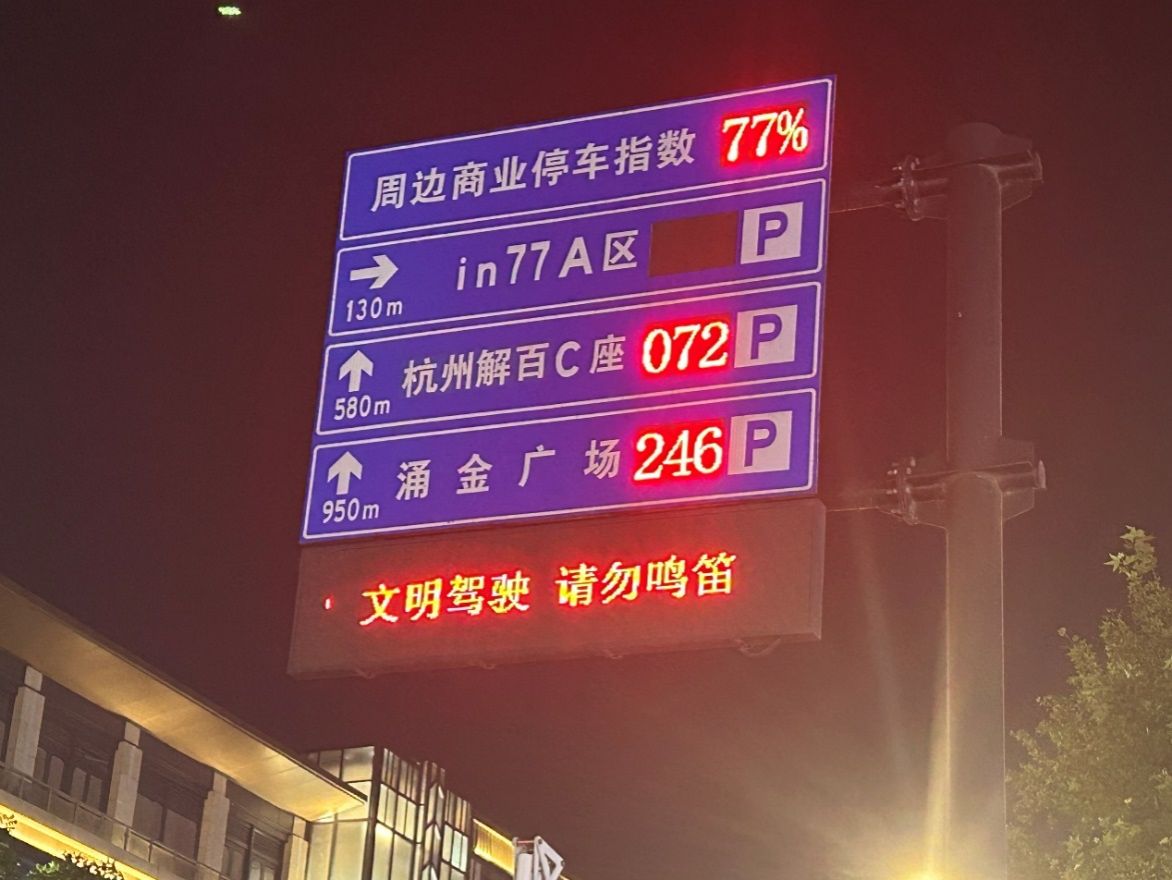 周边商业停车指数 77%
in77A区 P
130m
杭州解百C座 072 P
580m
涌金广场 246 P
950m
文明驾驶 请勿鸣笛